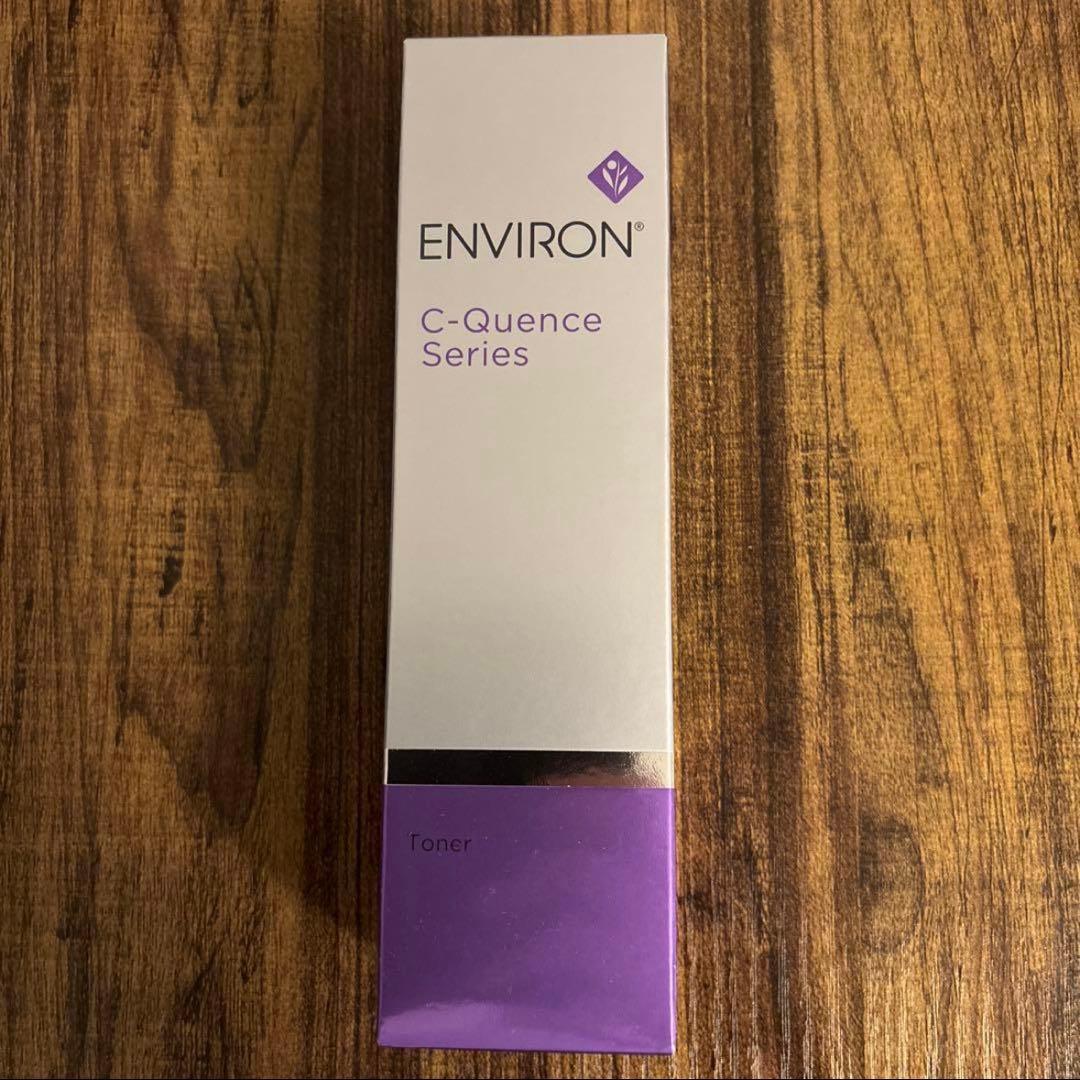 ENVIRON®
C-Quence
Series
Toner